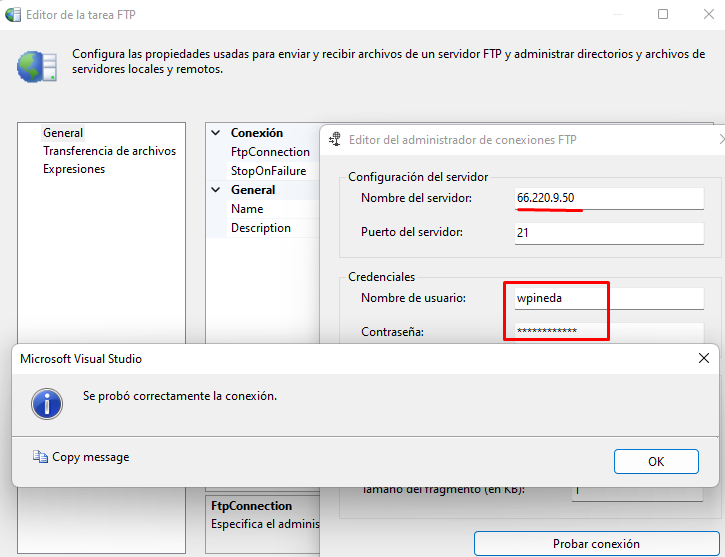 Editor de la tarea FTP
Configura las propiedades usadas para enviar y recibir archivos de un servidor FTP y administrar directorios y archivos de
servidores locales y remotos.
General
Transferencia de archivos
Expresiones
Conexión
FtpConnection
StopOnFailure
General
Name
Description
Editor del administrador de conexiones FTP
Configuración del servidor
Nombre del servidor: 66.220.9.50
Puerto del servidor: 21
Credenciales
Nombre de usuario: wpineda
Contraseña: ************
Microsoft Visual Studio
Se probó correctamente la conexión.
Copy message
OK
Tamaño del fragmento (en KB): 1
FtpConnection
Especifica el adminis
Probar conexión